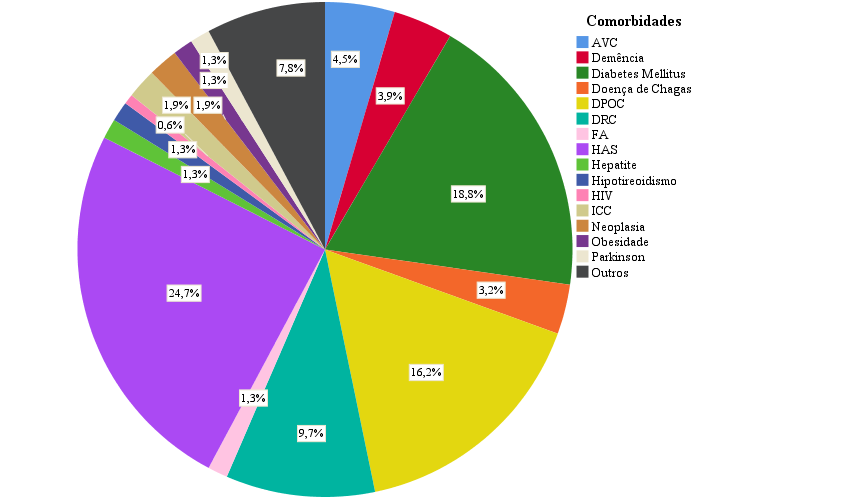 Comorbidades
AVC
Demência
Diabetes Mellitus
Doença de Chagas
DPOC
DRC
FA
HAS
Hepatite
Hipotireoidismo
HIV
ICC
Neoplasia
Obesidade
Parkinson
Outros
4,5%
3,9%
18,8%
3,2%
16,2%
9,7%
1,3%
24,7%
1,3%
1,3%
0,6%
1,9%
1,9%
1,3%
1,3%
7,8%